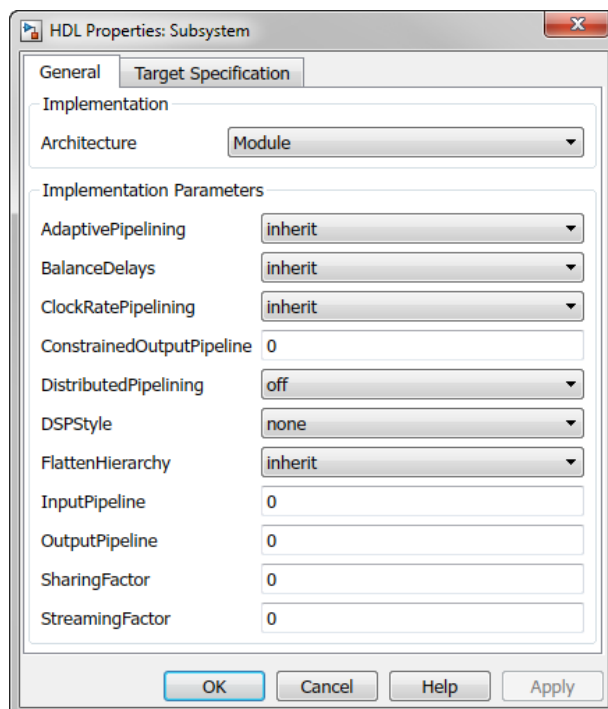 HDL Properties: Subsystem
General Target Specification
Implementation
Architecture Module
Implementation Parameters
AdaptivePipelining inherit
BalanceDelays inherit
ClockRatePipelining inherit
ConstrainedOutputPipeline 0
DistributedPipelining off
DSPStyle none
FlattenHierarchy inherit
InputPipeline 0
OutputPipeline 0
SharingFactor 0
StreamingFactor 0
OK Cancel Help Apply